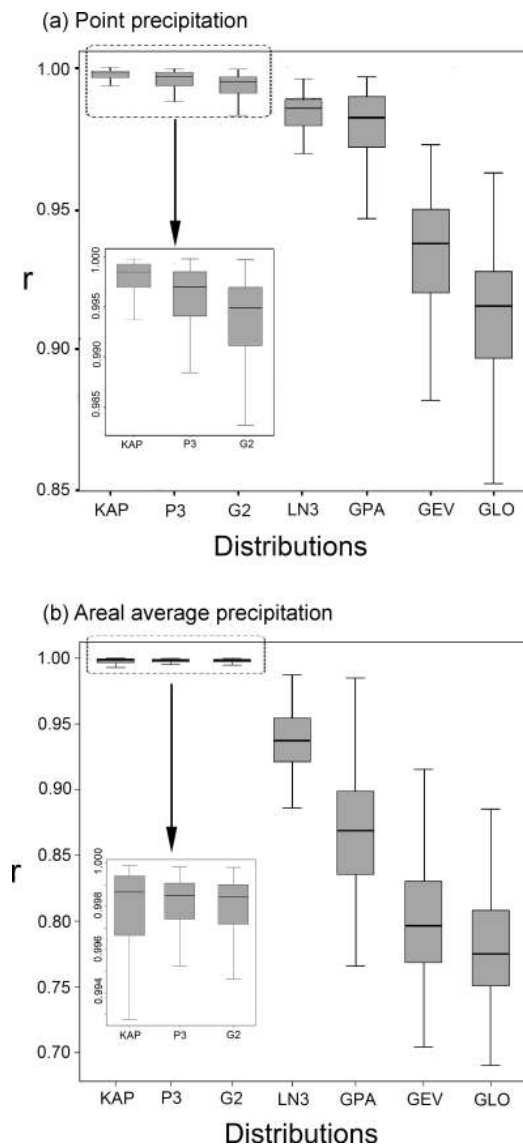 (a) Point precipitation
1.00
0.95
0.90
0.85
r
1.000
0.995
0.990
0.985
KAP P3 G2
KAP P3 G2 LN3 GPA GEV GLO
Distributions
(b) Areal average precipitation
1.00
0.95
0.90
0.85
0.80
0.75
0.70
r
1.000
0.998
0.996
0.994
KAP P3 G2
KAP P3 G2 LN3 GPA GEV GLO
Distributions